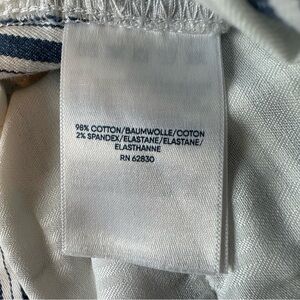 98% COTTON/BAUMWOLLE/COTON
2% SPANDEX/ELASTANE/ELASTANE/
ELASTHANNE
RN 62830